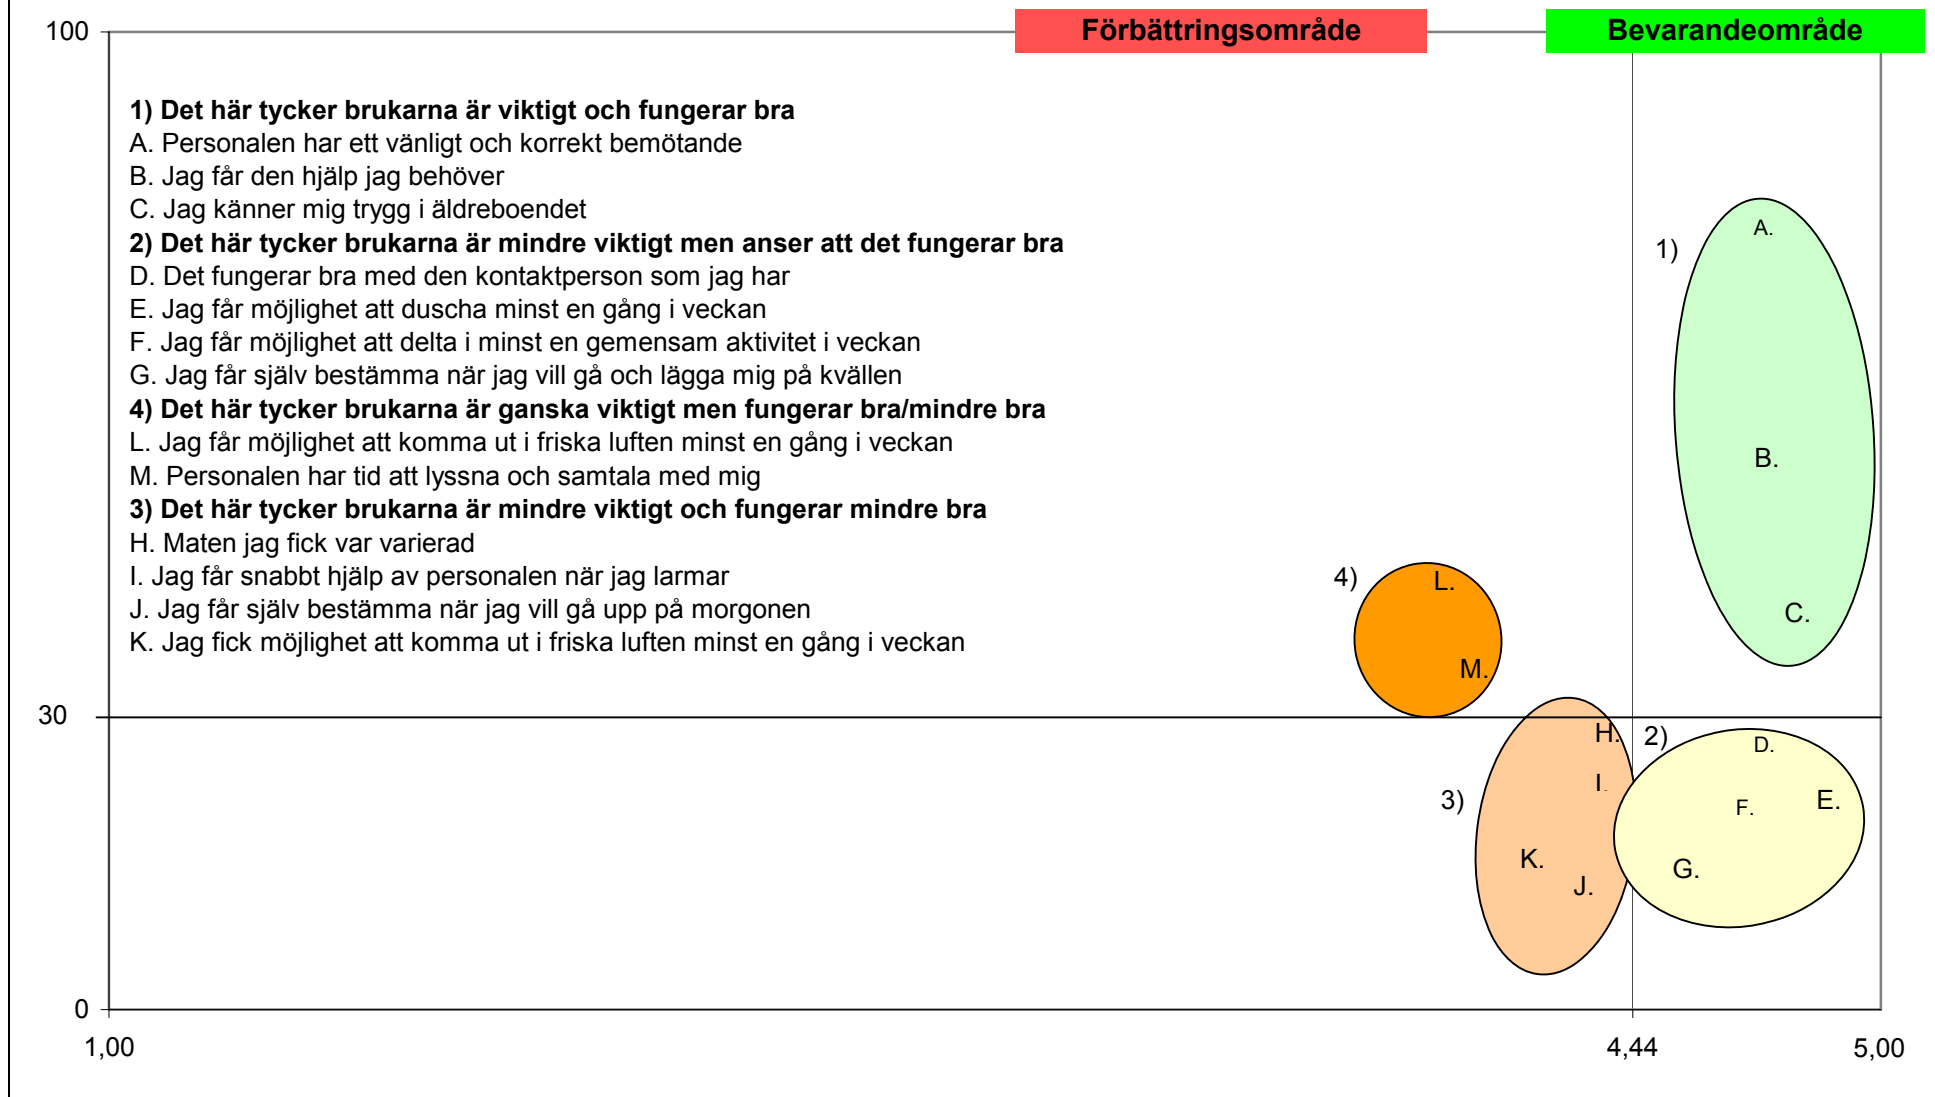 100
Förbättringsområde
Bevarandeområde
1) Det här tycker brukarna är viktigt och fungerar bra
A. Personalen har ett vänligt och korrekt bemötande
B. Jag får den hjälp jag behöver
C. Jag känner mig trygg i äldreboendet
2) Det här tycker brukarna är mindre viktigt men anser att det fungerar bra
D. Det fungerar bra med den kontaktperson som jag har
E. Jag får möjlighet att duscha minst en gång i veckan
F. Jag får möjlighet att delta i minst en gemensam aktivitet i veckan
G. Jag får själv bestämma när jag vill gå och lägga mig på kvällen
4) Det här tycker brukarna är ganska viktigt men fungerar bra/mindre bra
L. Jag får möjlighet att komma ut i friska luften minst en gång i veckan
M. Personalen har tid att lyssna och samtala med mig
3) Det här tycker brukarna är mindre viktigt och fungerar mindre bra
H. Maten jag fick var varierad
I. Jag får snabbt hjälp av personalen när jag larmar
J. Jag får själv bestämma när jag vill gå upp på morgonen
K. Jag fick möjlighet att komma ut i friska luften minst en gång i veckan
1)
A.
B.
C.
4)
L.
M.
30
H.
2)
D.
I.
3)
F.
E.
K.
G.
J.
0
1,00
4,44
5,00